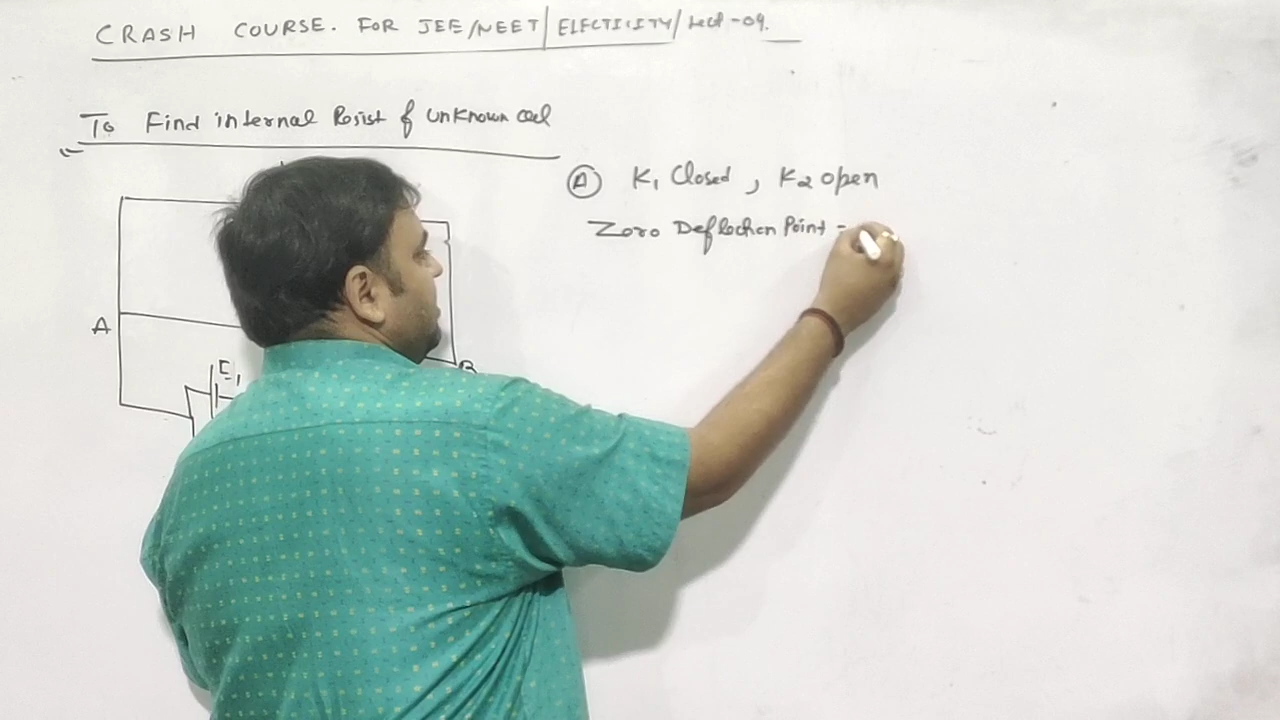 CRASH COURSE. FOR JEE/NEET/ELECTICITY/Lect-09.
To Find internal Resist of unknown cell
A K1 Closed, K2 open
Zero Deflection Point =
A
B
E1